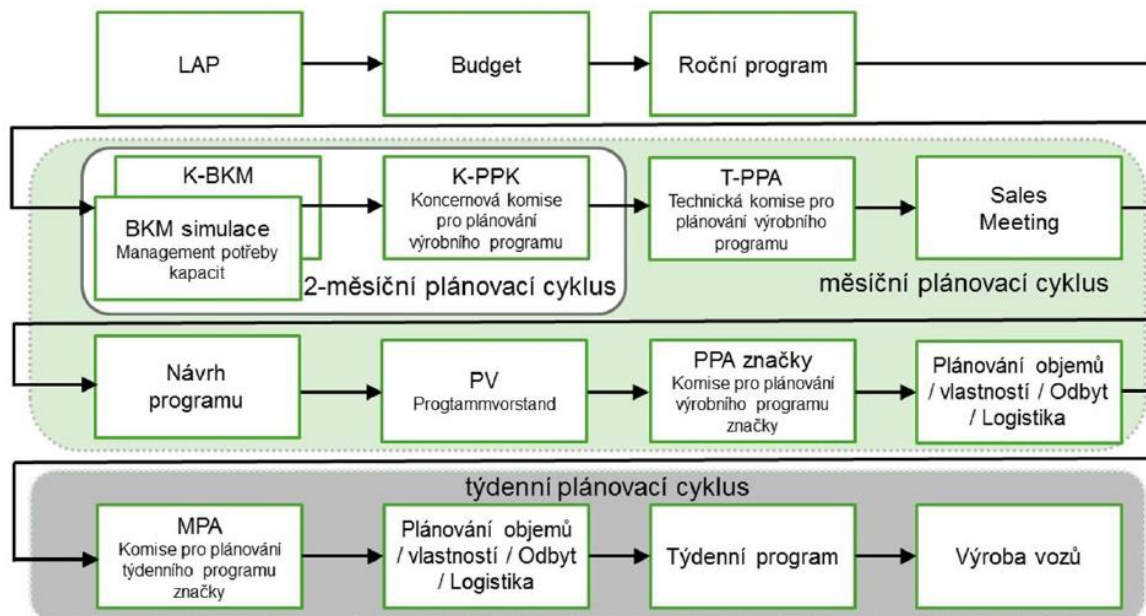 LAP
Budget
Roční program
K-BKM
BKM simulace
Management potřeby
kapacit
K-PPK
Koncernová komise
pro plánování
výrobního programu
T-PPA
Technická komise pro
plánování výrobního
programu
Sales
Meeting
2-měsíční plánovací cyklus
měsíční plánovací cyklus
Návrh
programu
PV
Progtammvorstand
PPA značky
Komise pro plánování
výrobního programu
značky
Plánování objemů
/ vlastností / Odbyt
/ Logistika
týdenní plánovací cyklus
MPA
Komise pro plánování
týdenního programu
značky
Plánování objemů
/ vlastností / Odbyt
/ Logistika
Týdenní program
Výroba vozů